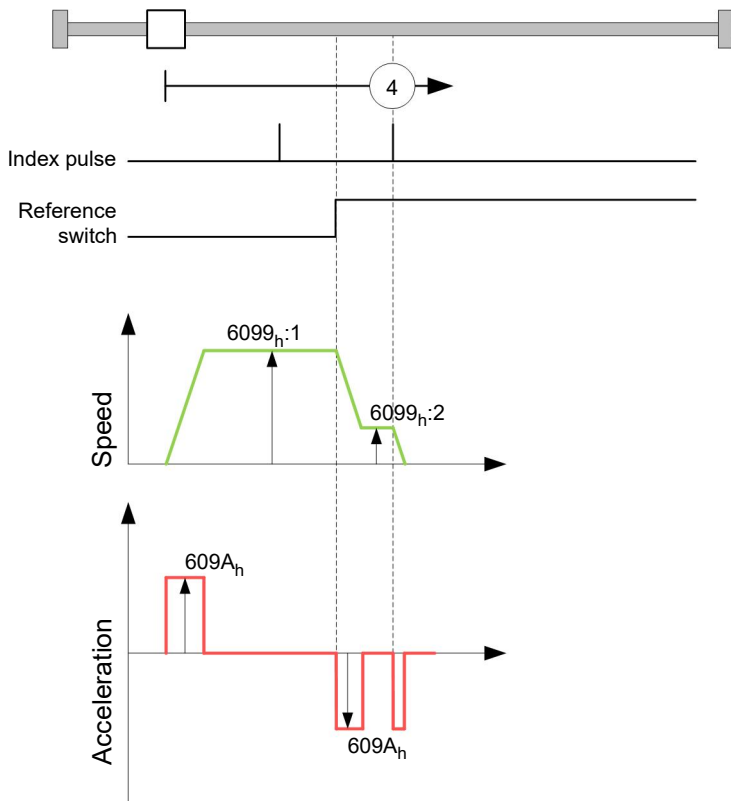 4
Index pulse
Reference
switch
6099h:1
6099h:2
Speed
609Ah
609Ah
Acceleration